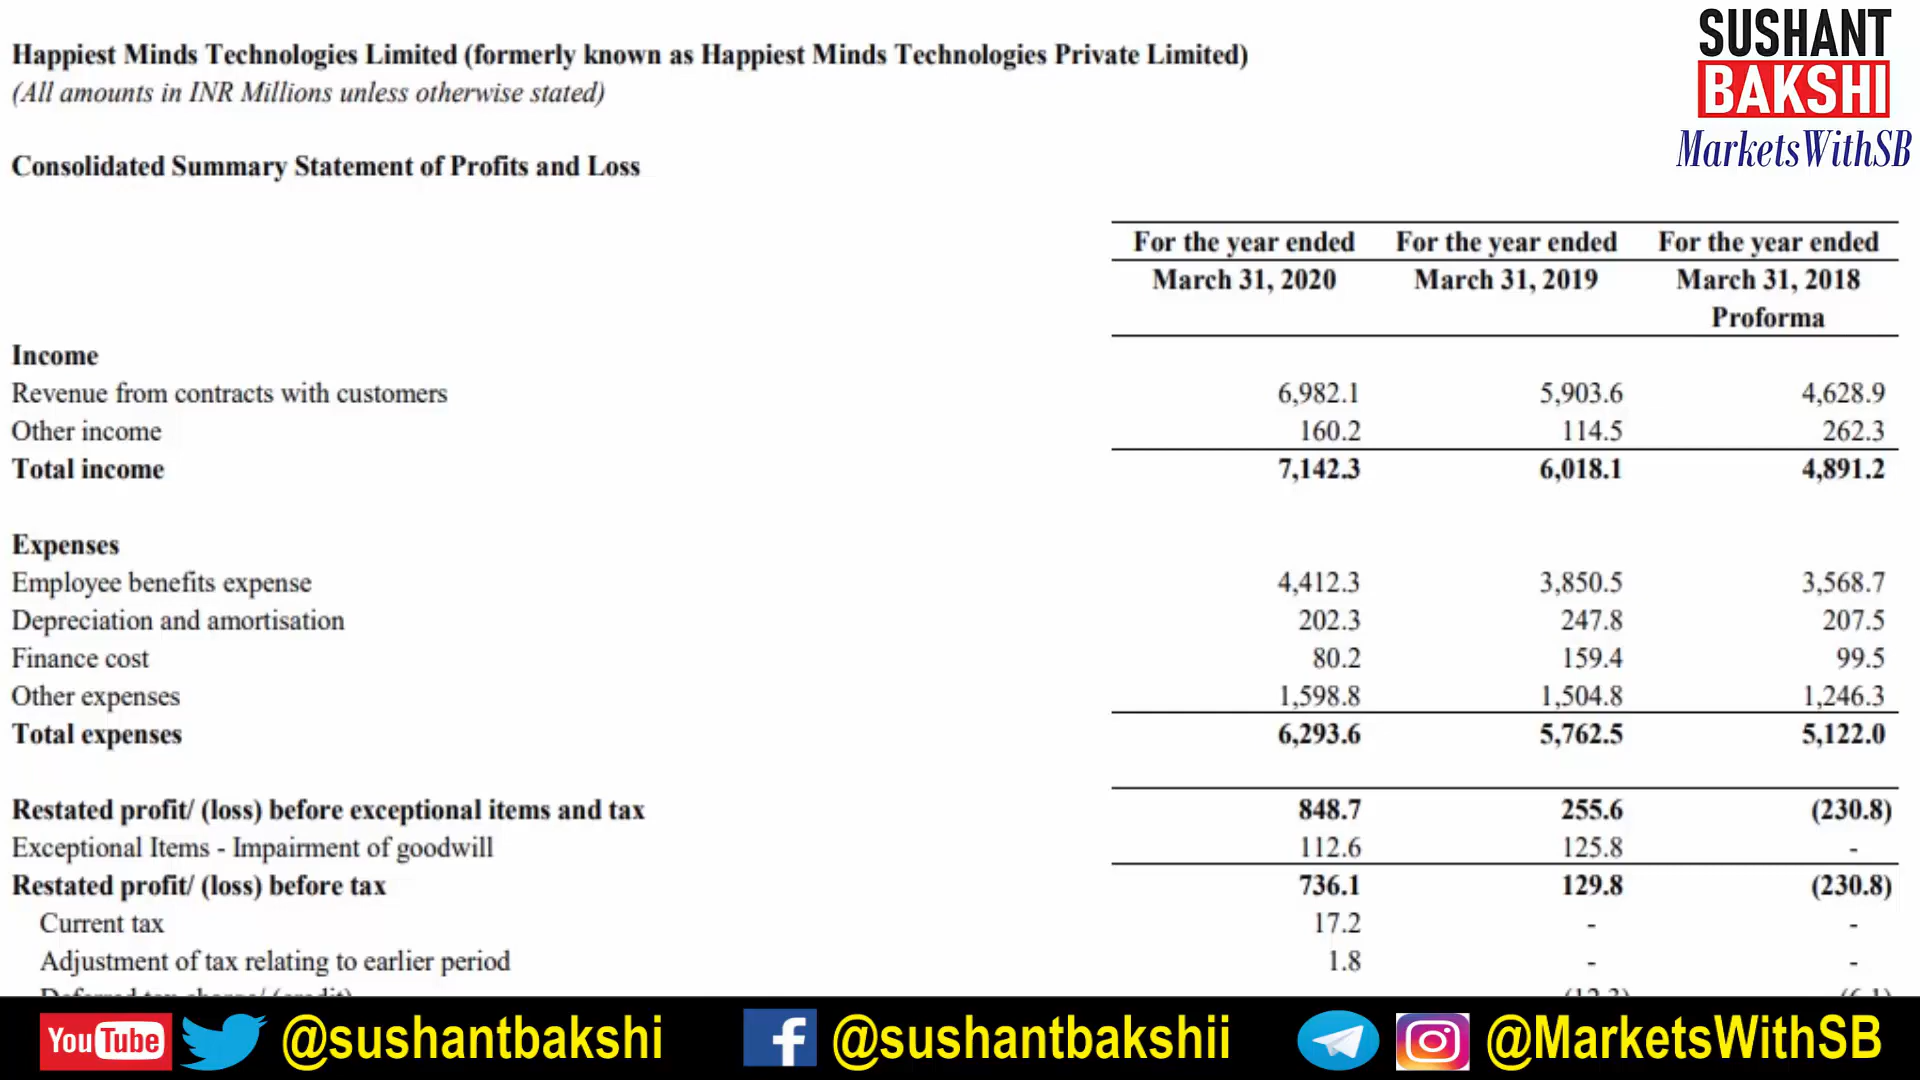 SUSHANT
BAKSHI
MarketsWithSB
Happiest Minds Technologies Limited (formerly known as Happiest Minds Technologies Private Limited)
(All amounts in INR Millions unless otherwise stated)
Consolidated Summary Statement of Profits and Loss
For the year ended For the year ended For the year ended
March 31, 2020 March 31, 2019 March 31, 2018
Proforma
Income
Revenue from contracts with customers 6,982.1 5,903.6 4,628.9
Other income 160.2 114.5 262.3
Total income 7,142.3 6,018.1 4,891.2
Expenses
Employee benefits expense 4,412.3 3,850.5 3,568.7
Depreciation and amortisation 202.3 247.8 207.5
Finance cost 80.2 159.4 99.5
Other expenses 1,598.8 1,504.8 1,246.3
Total expenses 6,293.6 5,762.5 5,122.0
Restated profit/ (loss) before exceptional items and tax 848.7 255.6 (230.8)
Exceptional Items - Impairment of goodwill 112.6 125.8 -
Restated profit/ (loss) before tax 736.1 129.8 (230.8)
Current tax 17.2 - -
Adjustment of tax relating to earlier period 1.8 - -
YouTube @sushantbakshi @sushantbakshii @MarketsWithSB